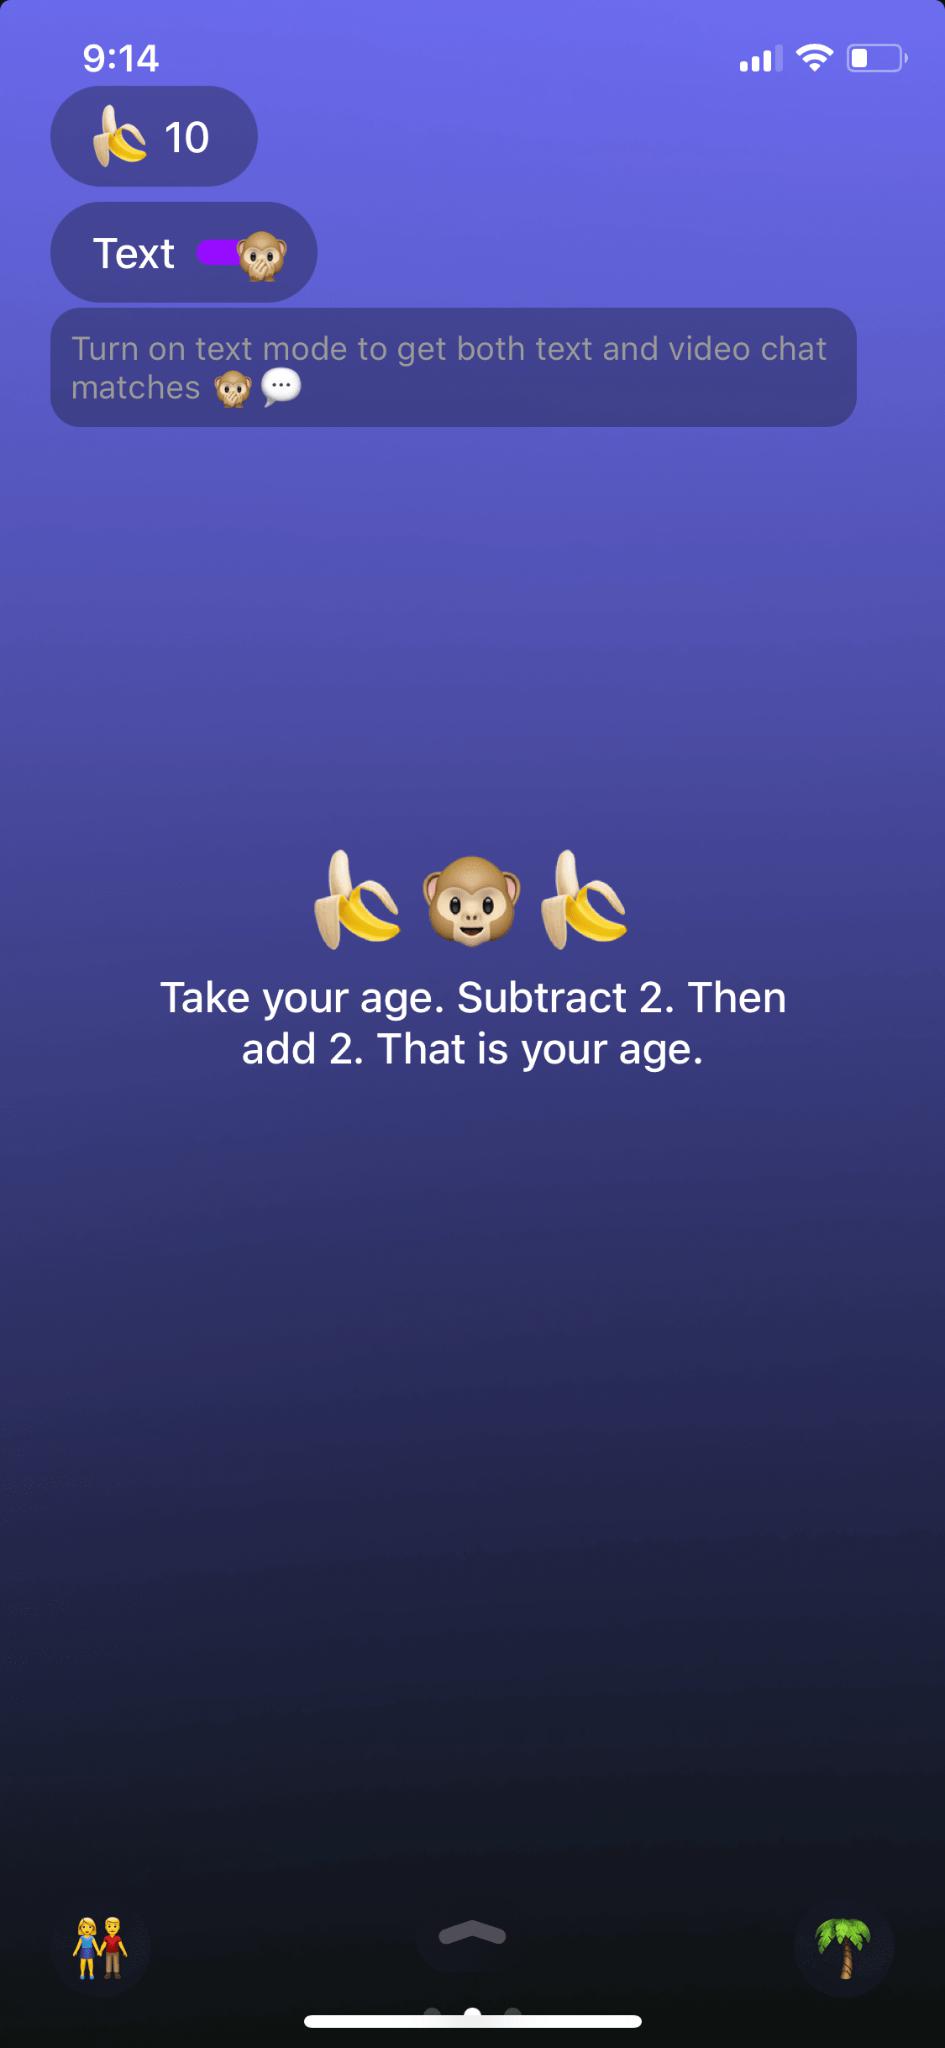 9:14
10
Text
Turn on text mode to get both text and video chat
matches
Take your age. Subtract 2. Then
add 2. That is your age.